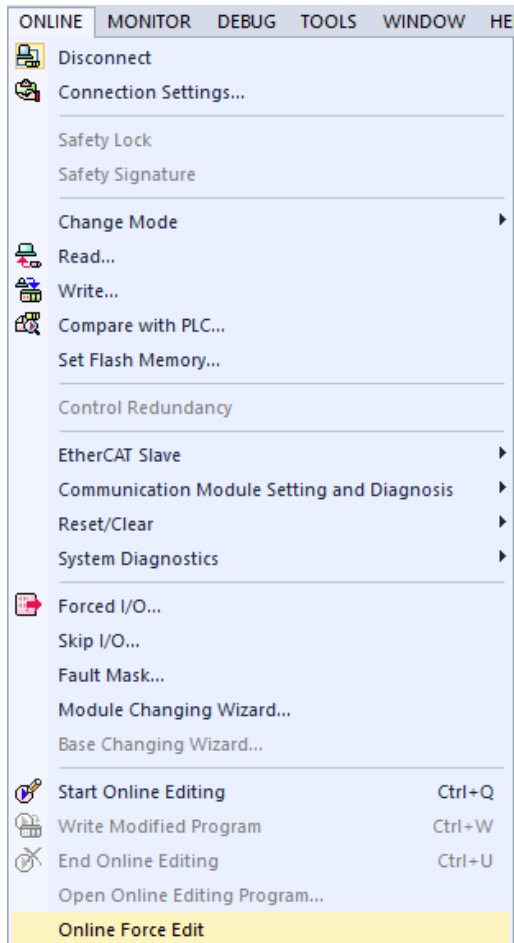 ONLINE MONITOR DEBUG TOOLS WINDOW HE
Disconnect
Connection Settings...
Safety Lock
Safety Signature
Change Mode
Read...
Write...
Compare with PLC...
Set Flash Memory...
Control Redundancy
EtherCAT Slave
Communication Module Setting and Diagnosis
Reset/Clear
System Diagnostics
Forced I/O...
Skip I/O...
Fault Mask...
Module Changing Wizard...
Base Changing Wizard...
Start Online Editing Ctrl+Q
Write Modified Program Ctrl+W
End Online Editing Ctrl+U
Open Online Editing Program...
Online Force Edit